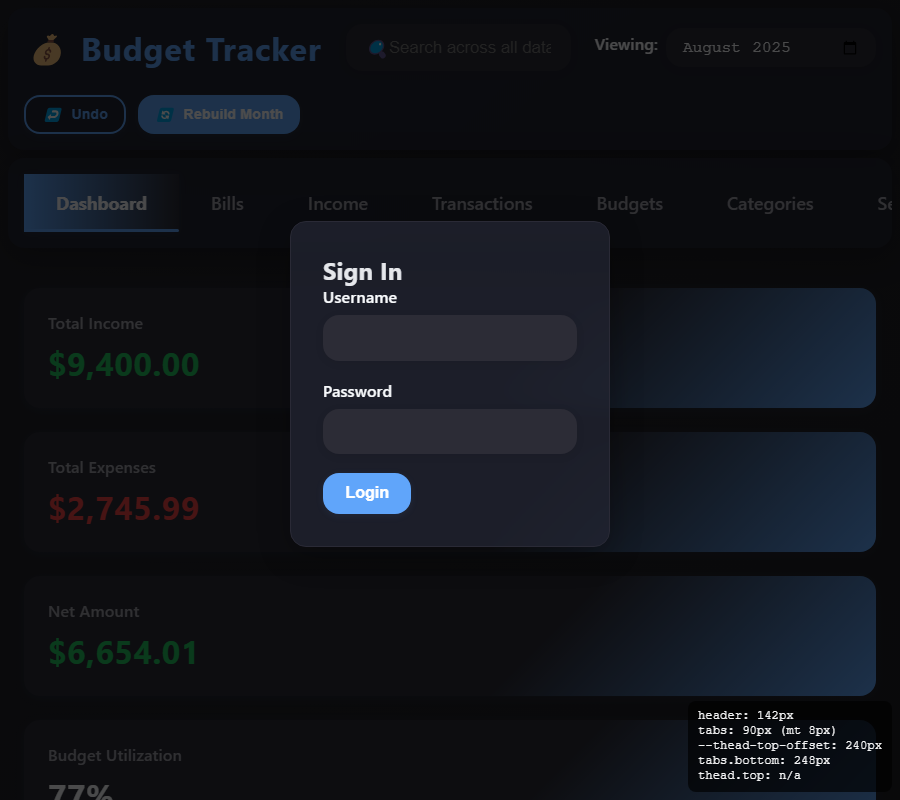 Budget Tracker
Search across all data
Viewing:
August 2025
Undo
Rebuild Month
Dashboard
Bills
Income
Transactions
Budgets
Categories
Se
Sign In
Username
Password
Login
Total Income
$9,400.00
Total Expenses
$2,745.99
Net Amount
$6,654.01
Budget Utilization
77%
header: 142px
tabs: 90px (mt 8px)
--thead-top-offset: 240px
tabs.bottom: 248px
thead.top: n/a